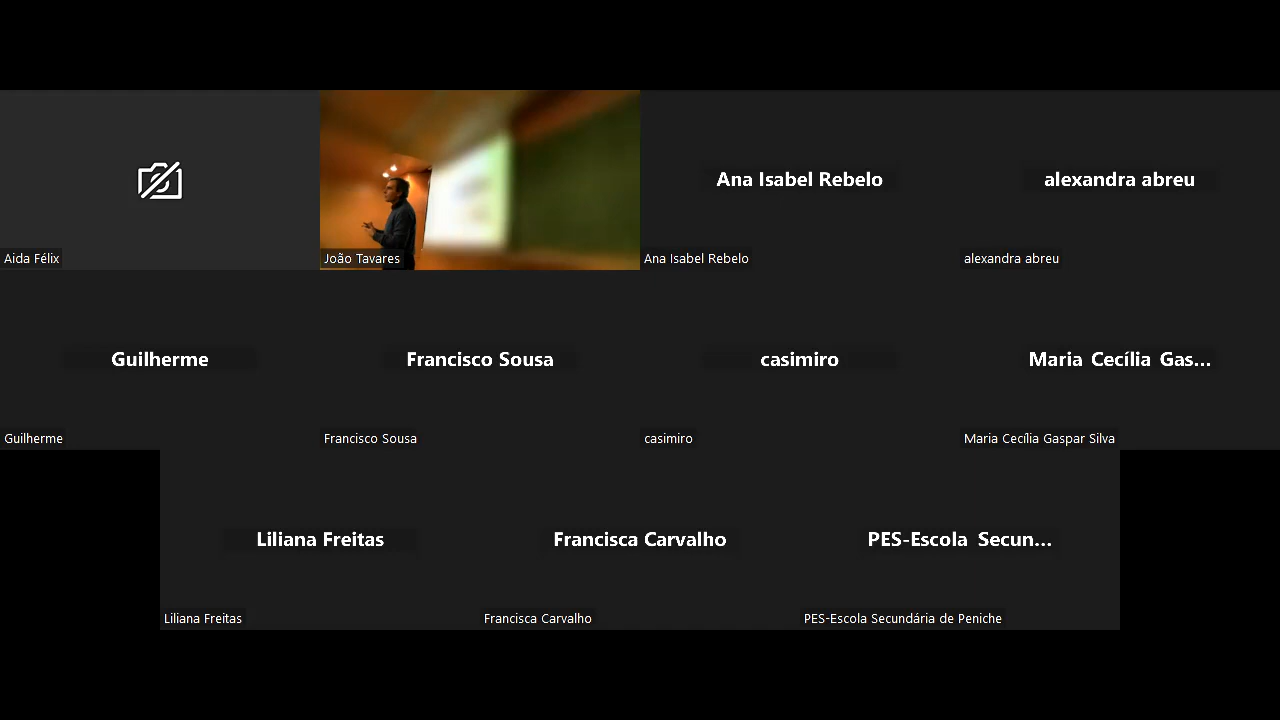 Aida Félix
João Tavares
Ana Isabel Rebelo
Ana Isabel Rebelo
alexandra abreu
alexandra abreu
Guilherme
Guilherme
Francisco Sousa
Francisco Sousa
casimiro
casimiro
Maria Cecília Gas...
Maria Cecília Gaspar Silva
Liliana Freitas
Liliana Freitas
Francisca Carvalho
Francisca Carvalho
PES-Escola Secun...
PES-Escola Secundária de Peniche